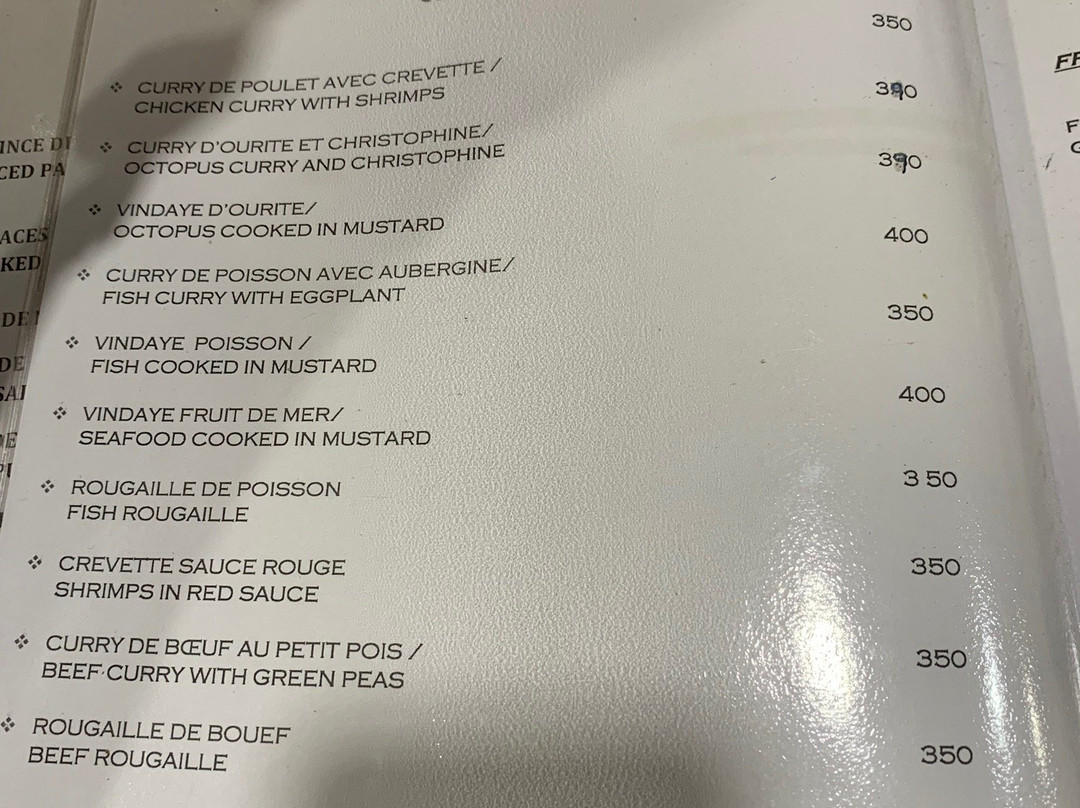 350
CURRY DE POULET AVEC CREVETTE /
CHICKEN CURRY WITH SHRIMPS
390
CURRY D'OURITE ET CHRISTOPHINE/
OCTOPUS CURRY AND CHRISTOPHINE
390
VINDAYE D'OURITE/
OCTOPUS COOKED IN MUSTARD
400
CURRY DE POISSON AVEC AUBERGINE/
FISH CURRY WITH EGGPLANT
350
VINDAYE POISSON /
FISH COOKED IN MUSTARD
400
VINDAYE FRUIT DE MER/
SEAFOOD COOKED IN MUSTARD
3 50
ROUGAILLE DE POISSON
FISH ROUGAILLE
350
CREVETTE SAUCE ROUGE
SHRIMPS IN RED SAUCE
350
CURRY DE BŒUF AU PETIT POIS /
BEEF CURRY WITH GREEN PEAS
350
ROUGAILLE DE BOUEF
BEEF ROUGAILLE